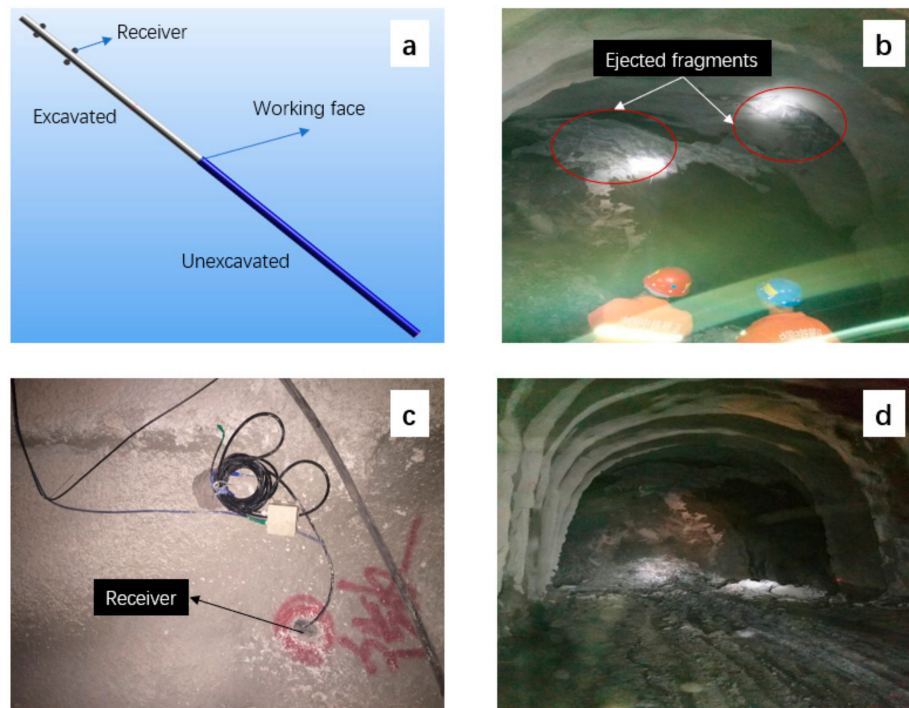 a
Receiver
Excavated
Working face
Unexcavated
b
Ejected fragments
c
Receiver
d